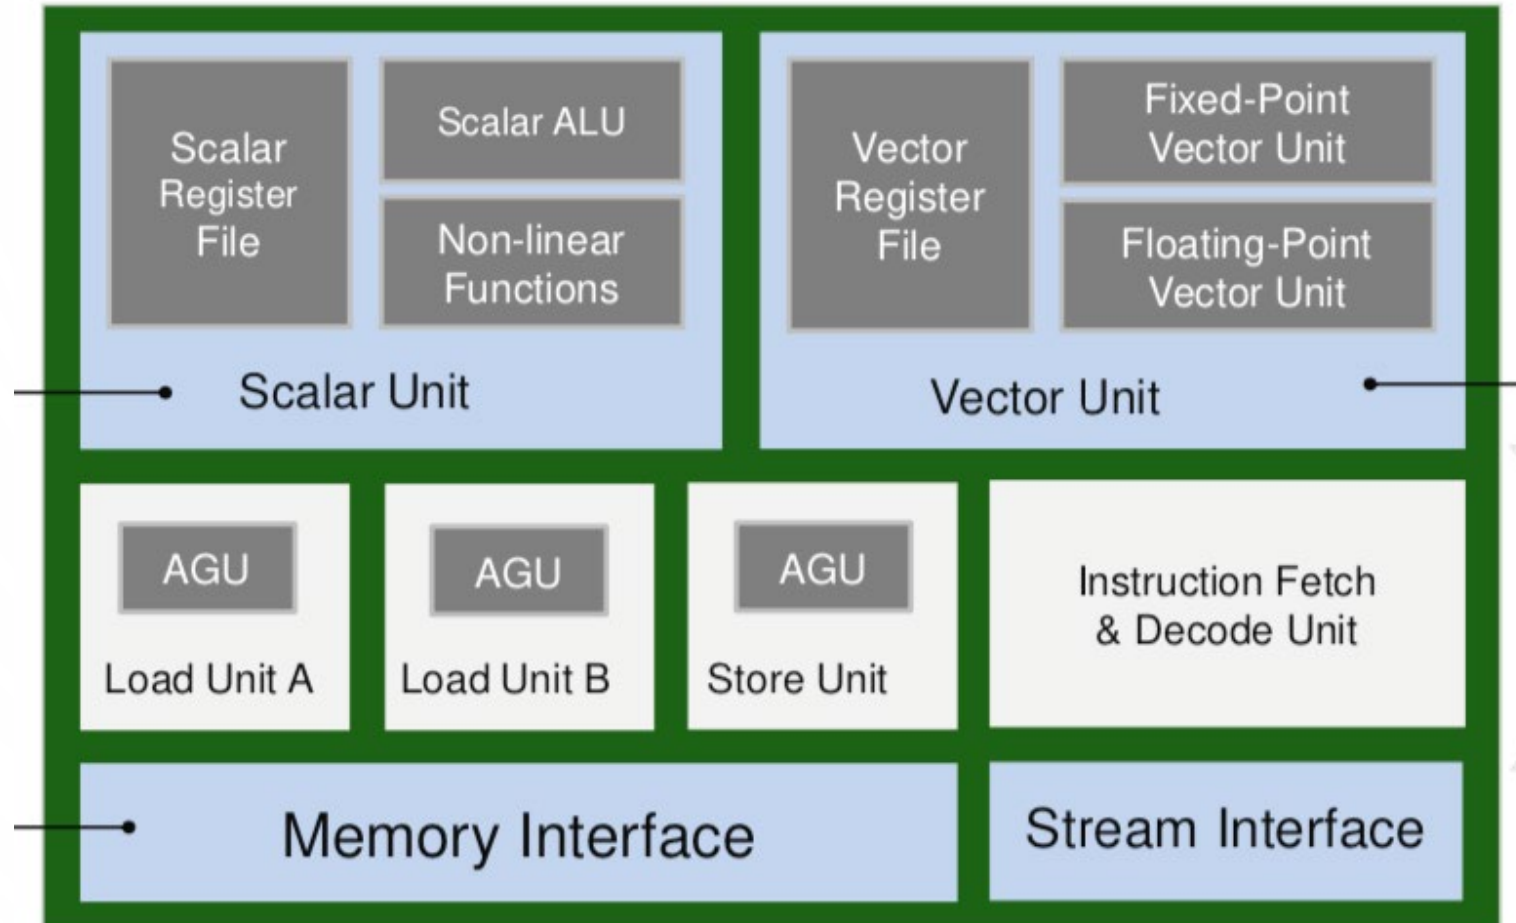 Scalar
Register
File
Scalar ALU
Non-linear
Functions
Scalar Unit
Vector
Register
File
Fixed-Point
Vector Unit
Floating-Point
Vector Unit
Vector Unit
AGU
Load Unit A
AGU
Load Unit B
AGU
Store Unit
Instruction Fetch
& Decode Unit
Memory Interface
Stream Interface